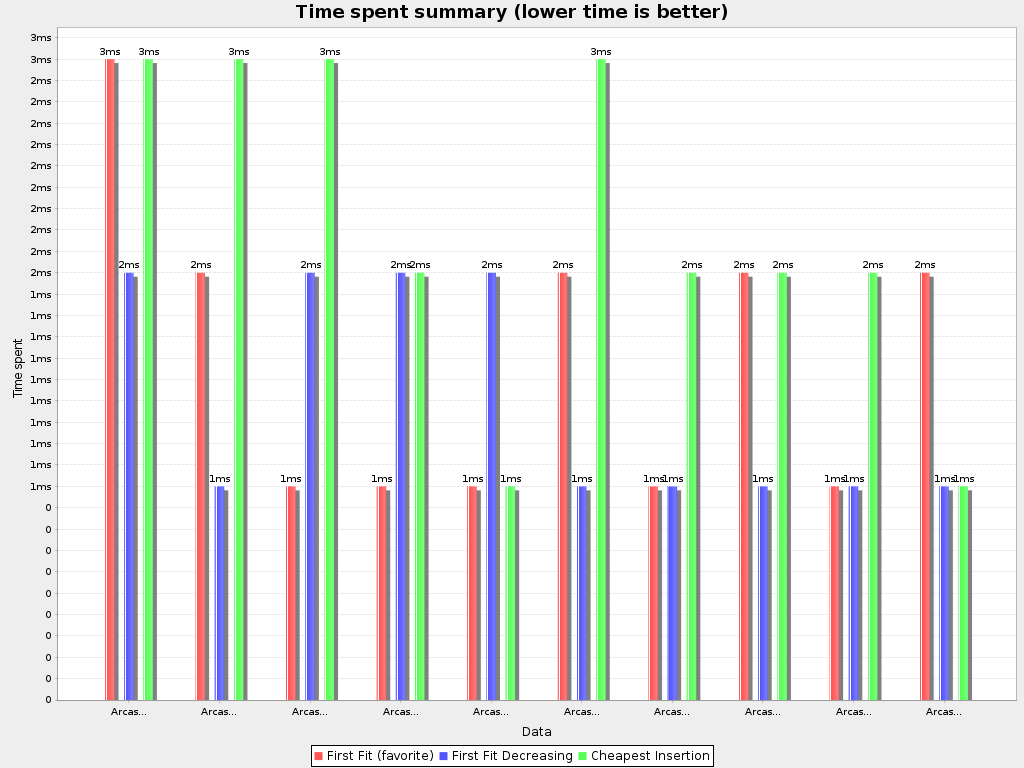 Time spent summary (lower time is better)
3ms
3ms
2ms
2ms
2ms
2ms
2ms
2ms
2ms
2ms
2ms
2ms
1ms
1ms
1ms
1ms
1ms
1ms
1ms
1ms
1ms
1ms
0
0
0
0
0
0
0
0
0
0
Time spent
3ms 3ms 3ms 3ms 3ms
2ms 2ms 2ms 2ms 2ms 2ms 2ms 2ms 2ms 2ms 2ms 2ms
1ms 1ms 1ms 1ms 1ms 1ms 1ms 1ms 1ms 1ms 1ms 1ms 1ms
Arcas... Arcas... Arcas... Arcas... Arcas... Arcas... Arcas... Arcas... Arcas... Arcas...
Data
First Fit (favorite) First Fit Decreasing Cheapest Insertion